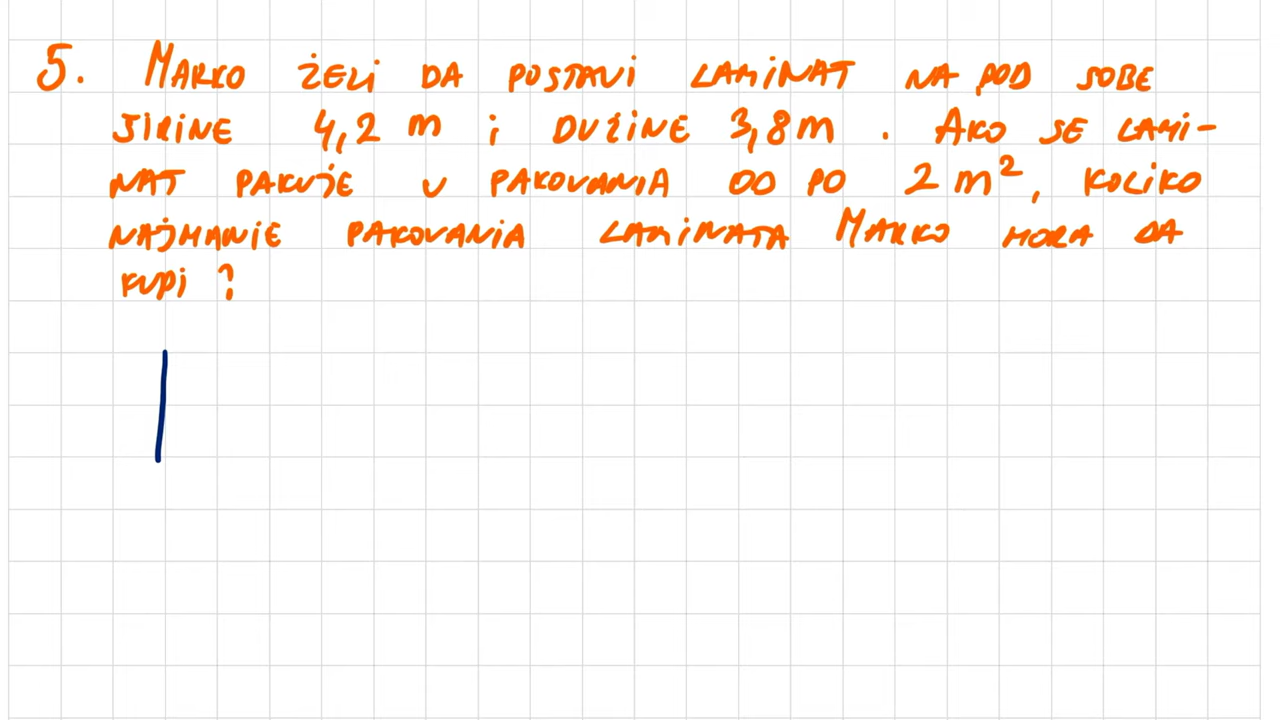 5. MARKO ŽELI DA POSTAVI LAMINAT NA POD SOBE
ŠIRINE 4,2 m i DUŽINE 3,8 m. AKO SE LAMI-
NAT PAKUJE U PAKOVANJA OD PO 2 m², KOLIKO
NAJMANJE PAKOVANJA LAMINATA MARKO MORA DA
KUPI?